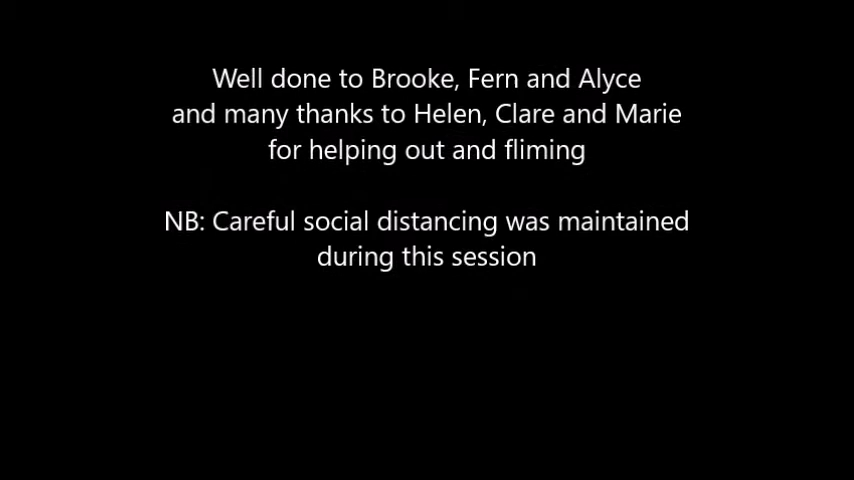 Well done to Brooke, Fern and Alyce
and many thanks to Helen, Clare and Marie
for helping out and fliming
NB: Careful social distancing was maintained
during this session